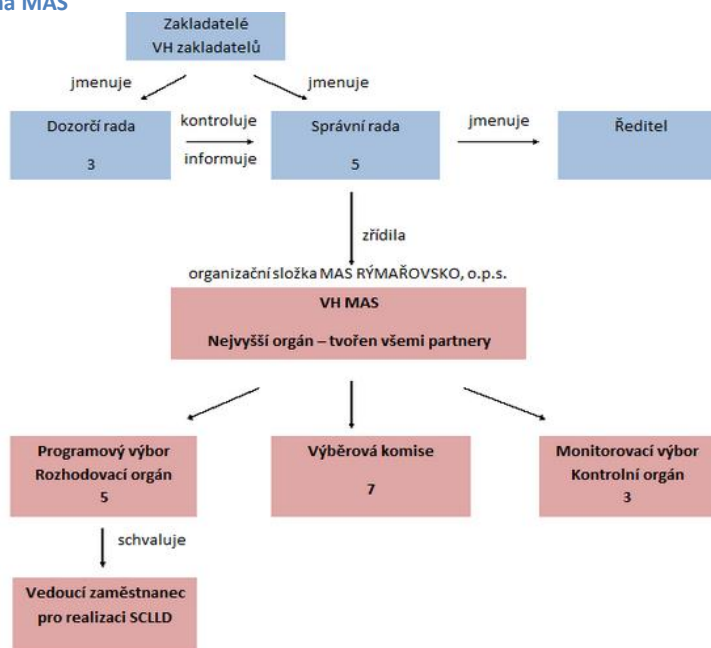 na MAS
Zakladatelé
VH zakladatelů
jmenuje
jmenuje
Dozorčí rada
3
kontroluje
informuje
Správní rada
5
jmenuje
Ředitel
zřídila
organizační složka MAS RÝMAŘOVSKO, o.p.s.
VH MAS
Nejvyšší orgán – tvořen všemi partnery
Programový výbor
Rozhodovací orgán
5
Výběrová komise
7
Monitorovací výbor
Kontrolní orgán
3
schvaluje
Vedoucí zaměstnanec
pro realizaci SCLLD